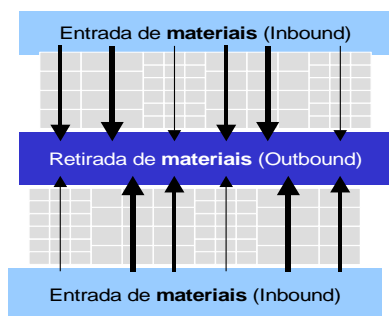 Entrada de materiais (Inbound)
Retirada de materiais (Outbound)
Entrada de materiais (Inbound)